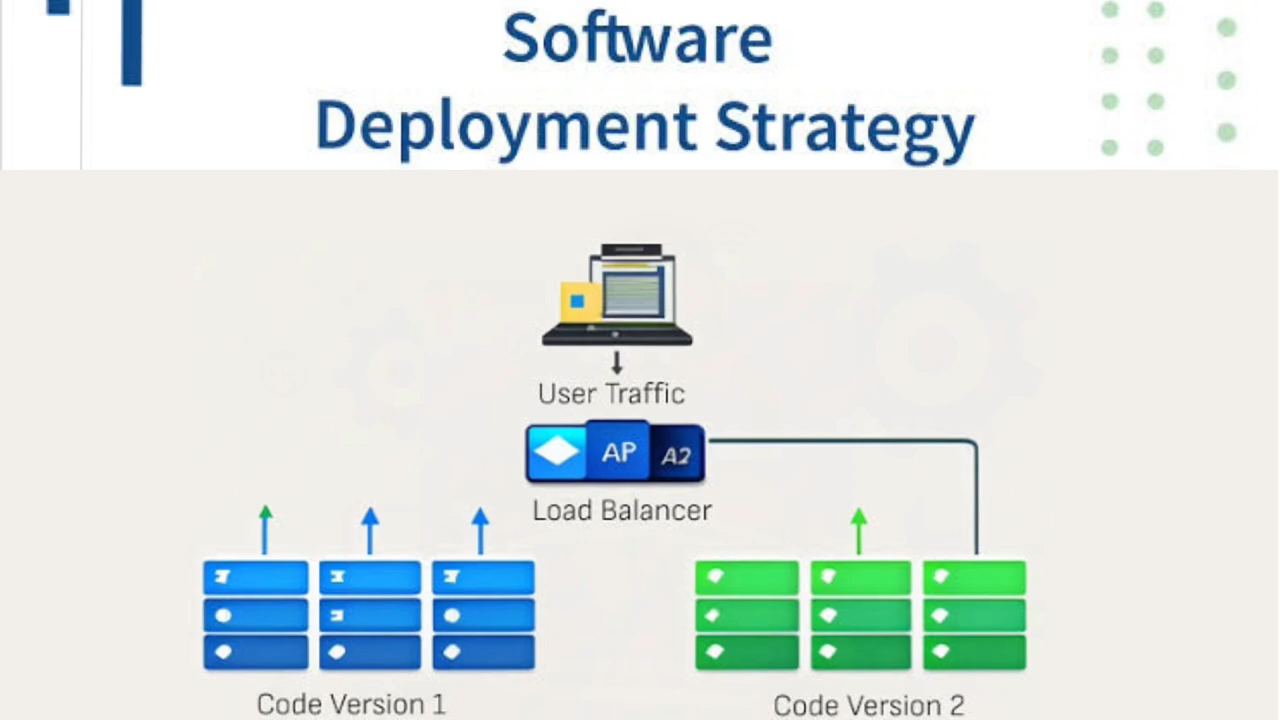 Software
Deployment Strategy
User Traffic
AP
A2
Load Balancer
Code Version 1
Code Version 2